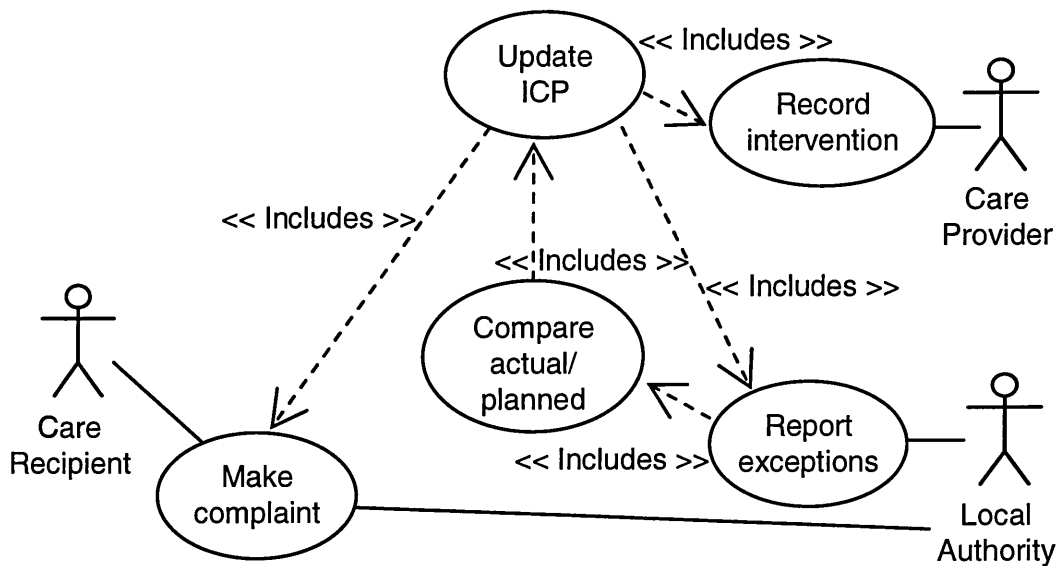 Update
ICP
<< Includes >>
Record
intervention
Care
Provider
<< Includes >>
<< Includes >>
<< Includes >>
Compare
actual/
planned
Care
Recipient
Report
exceptions
<< Includes >>
Make
complaint
Local
Authority